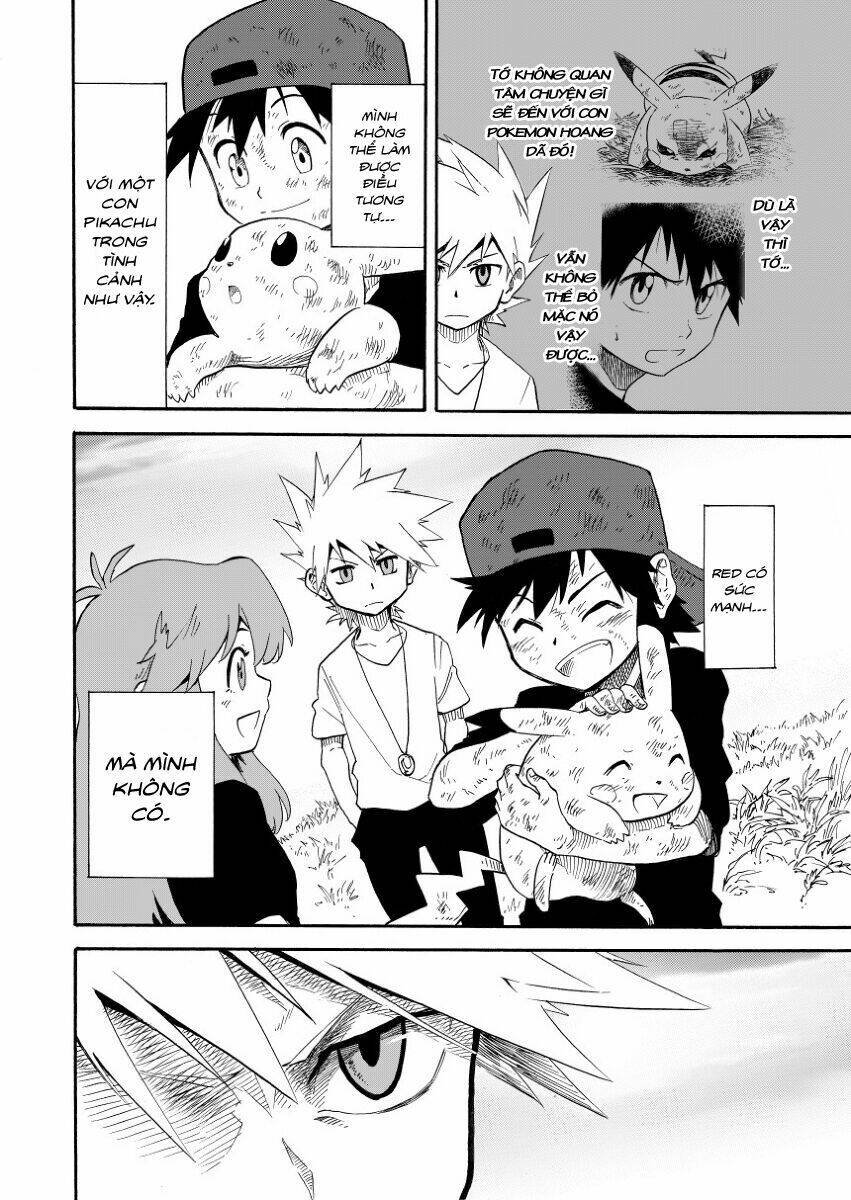 TỚ KHÔNG QUAN
TÂM CHUYỆN GÌ
SẼ ĐẾN VỚI CON
POKEMON HOANG
DÃ ĐÓ!
DÙ LÀ
VẬY
THÌ
TỚ...
VẪN
KHÔNG
THỂ BỎ
MẶC NÓ
VẬY
ĐƯỢC...
MÌNH
KHÔNG
THỂ LÀM
ĐƯỢC
ĐIỀU
TƯƠNG
TỰ...
VỚI MỘT
CON
PIKACHU
TRONG
TÌNH
CẢNH
NHƯ VẬY.
RED CÓ
SỨC
MẠNH...
MÀ MÌNH
KHÔNG
CÓ.